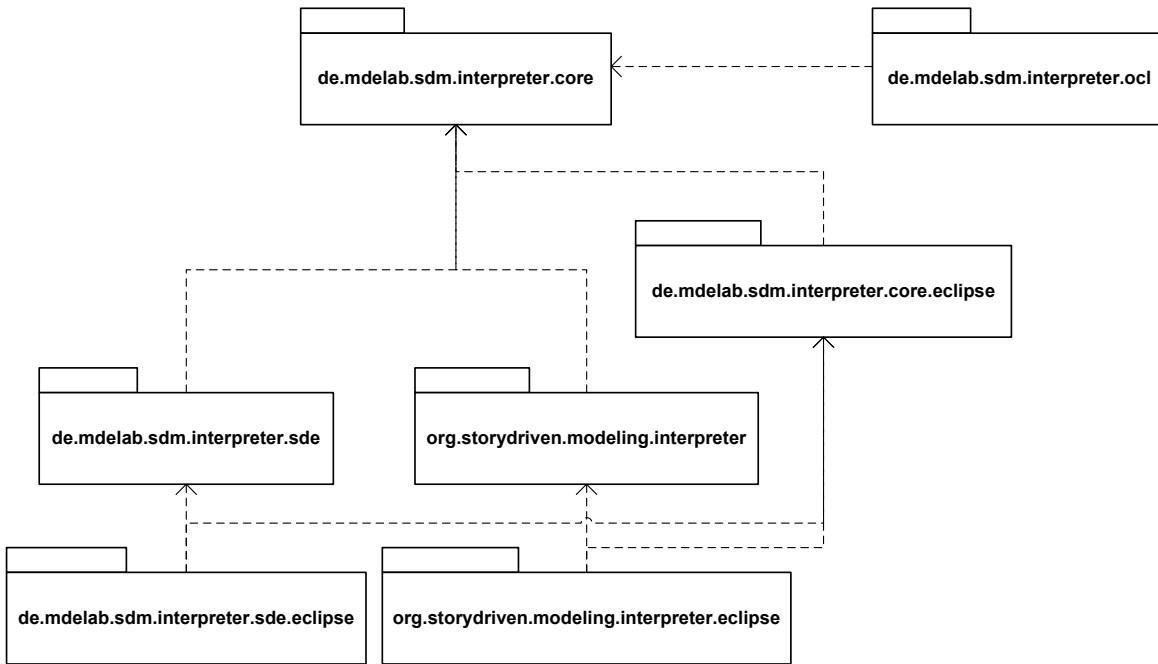 de.mdelab.sdm.interpreter.core
de.mdelab.sdm.interpreter.ocl
de.mdelab.sdm.interpreter.core.eclipse
de.mdelab.sdm.interpreter.sde
org.storydriven.modeling.interpreter
de.mdelab.sdm.interpreter.sde.eclipse
org.storydriven.modeling.interpreter.eclipse